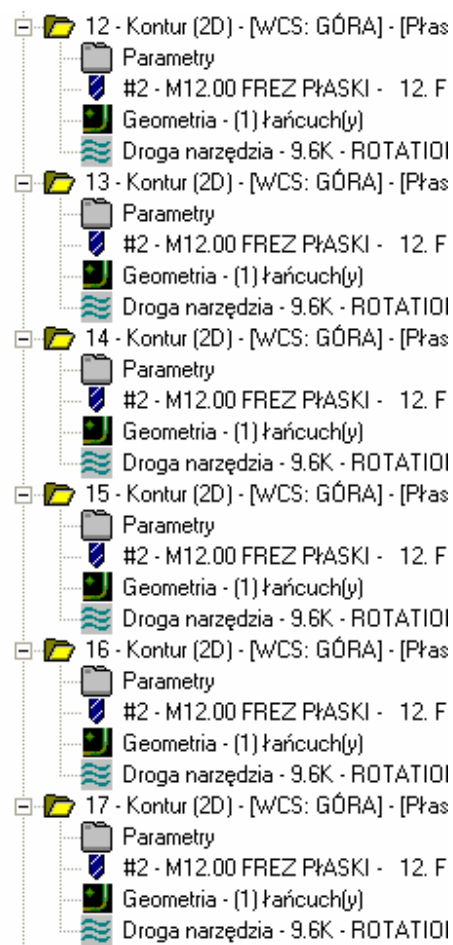 12 - Kontur (2D) - [WCS: GÓRA] - [Płas
Parametry
#2 - M12.00 FREZ PŁASKI - 12. F
Geometria - (1) łańcuch(y)
Droga narzędzia - 9.6K - ROTATIO
13 - Kontur (2D) - [WCS: GÓRA] - [Płas
Parametry
#2 - M12.00 FREZ PŁASKI - 12. F
Geometria - (1) łańcuch(y)
Droga narzędzia - 9.6K - ROTATIO
14 - Kontur (2D) - [WCS: GÓRA] - [Płas
Parametry
#2 - M12.00 FREZ PŁASKI - 12. F
Geometria - (1) łańcuch(y)
Droga narzędzia - 9.6K - ROTATIO
15 - Kontur (2D) - [WCS: GÓRA] - [Płas
Parametry
#2 - M12.00 FREZ PŁASKI - 12. F
Geometria - (1) łańcuch(y)
Droga narzędzia - 9.6K - ROTATIO
16 - Kontur (2D) - [WCS: GÓRA] - [Płas
Parametry
#2 - M12.00 FREZ PŁASKI - 12. F
Geometria - (1) łańcuch(y)
Droga narzędzia - 9.6K - ROTATIO
17 - Kontur (2D) - [WCS: GÓRA] - [Płas
Parametry
#2 - M12.00 FREZ PŁASKI - 12. F
Geometria - (1) łańcuch(y)
Droga narzędzia - 9.6K - ROTATIO